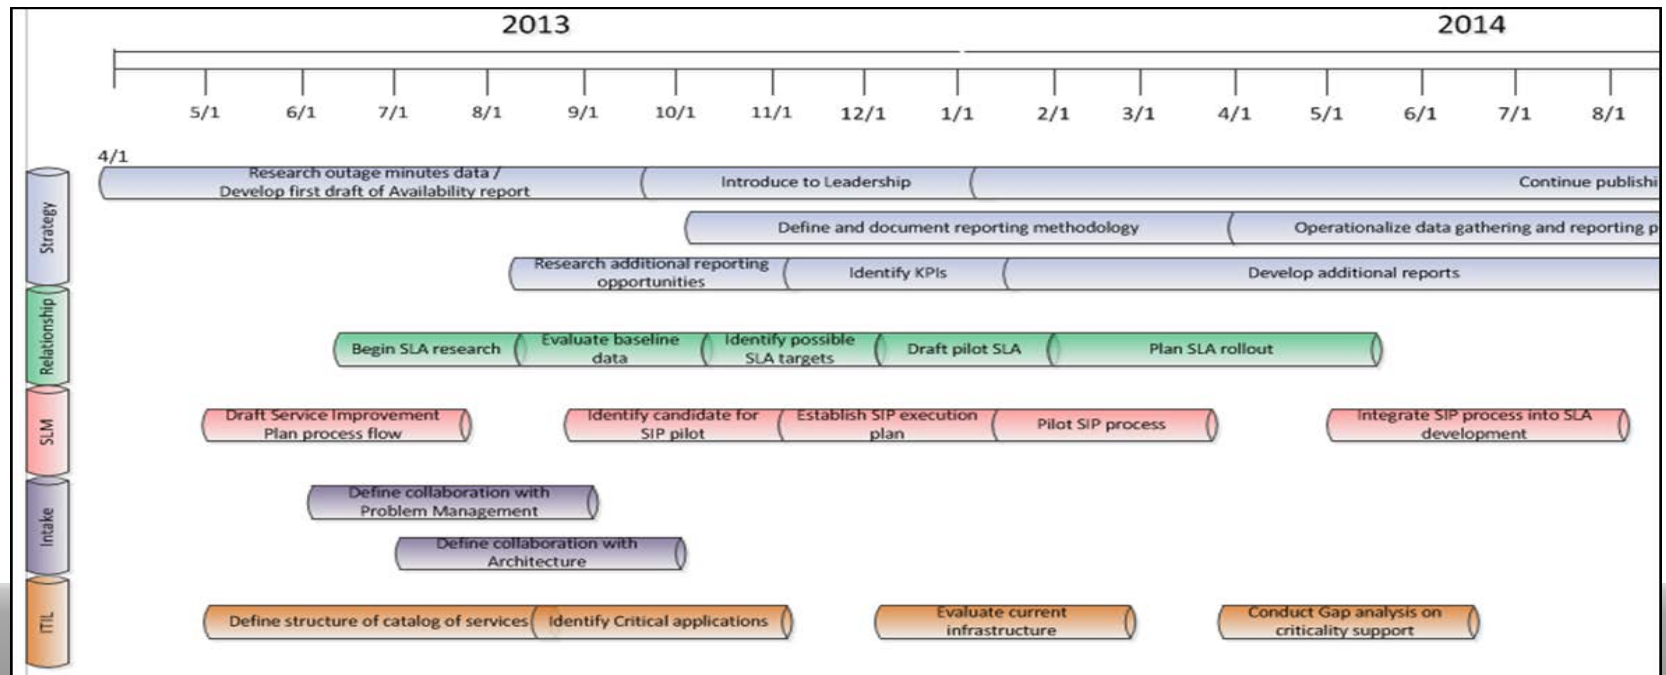 2013
2014
5/1
6/1
7/1
8/1
9/1
10/1
11/1
12/1
1/1
2/1
3/1
4/1
5/1
6/1
7/1
8/1
4/1
Strategy
Research outage minutes data /
Develop first draft of Availability report
Introduce to Leadership
Continue publishi
Define and document reporting methodology
Operationalize data gathering and reporting p
Research additional reporting
opportunities
Identify KPIs
Develop additional reports
Relationship
Begin SLA research
Evaluate baseline
data
Identify possible
SLA targets
Draft pilot SLA
Plan SLA rollout
SLM
Draft Service Improvement
Plan process flow
Identify candidate for
SIP pilot
Establish SIP execution
plan
Pilot SIP process
Integrate SIP process into SLA
development
Intake
Define collaboration with
Problem Management
Define collaboration with
Architecture
ITIL
Define structure of catalog of services
Identify Critical applications
Evaluate current
infrastructure
Conduct Gap analysis on
criticality support